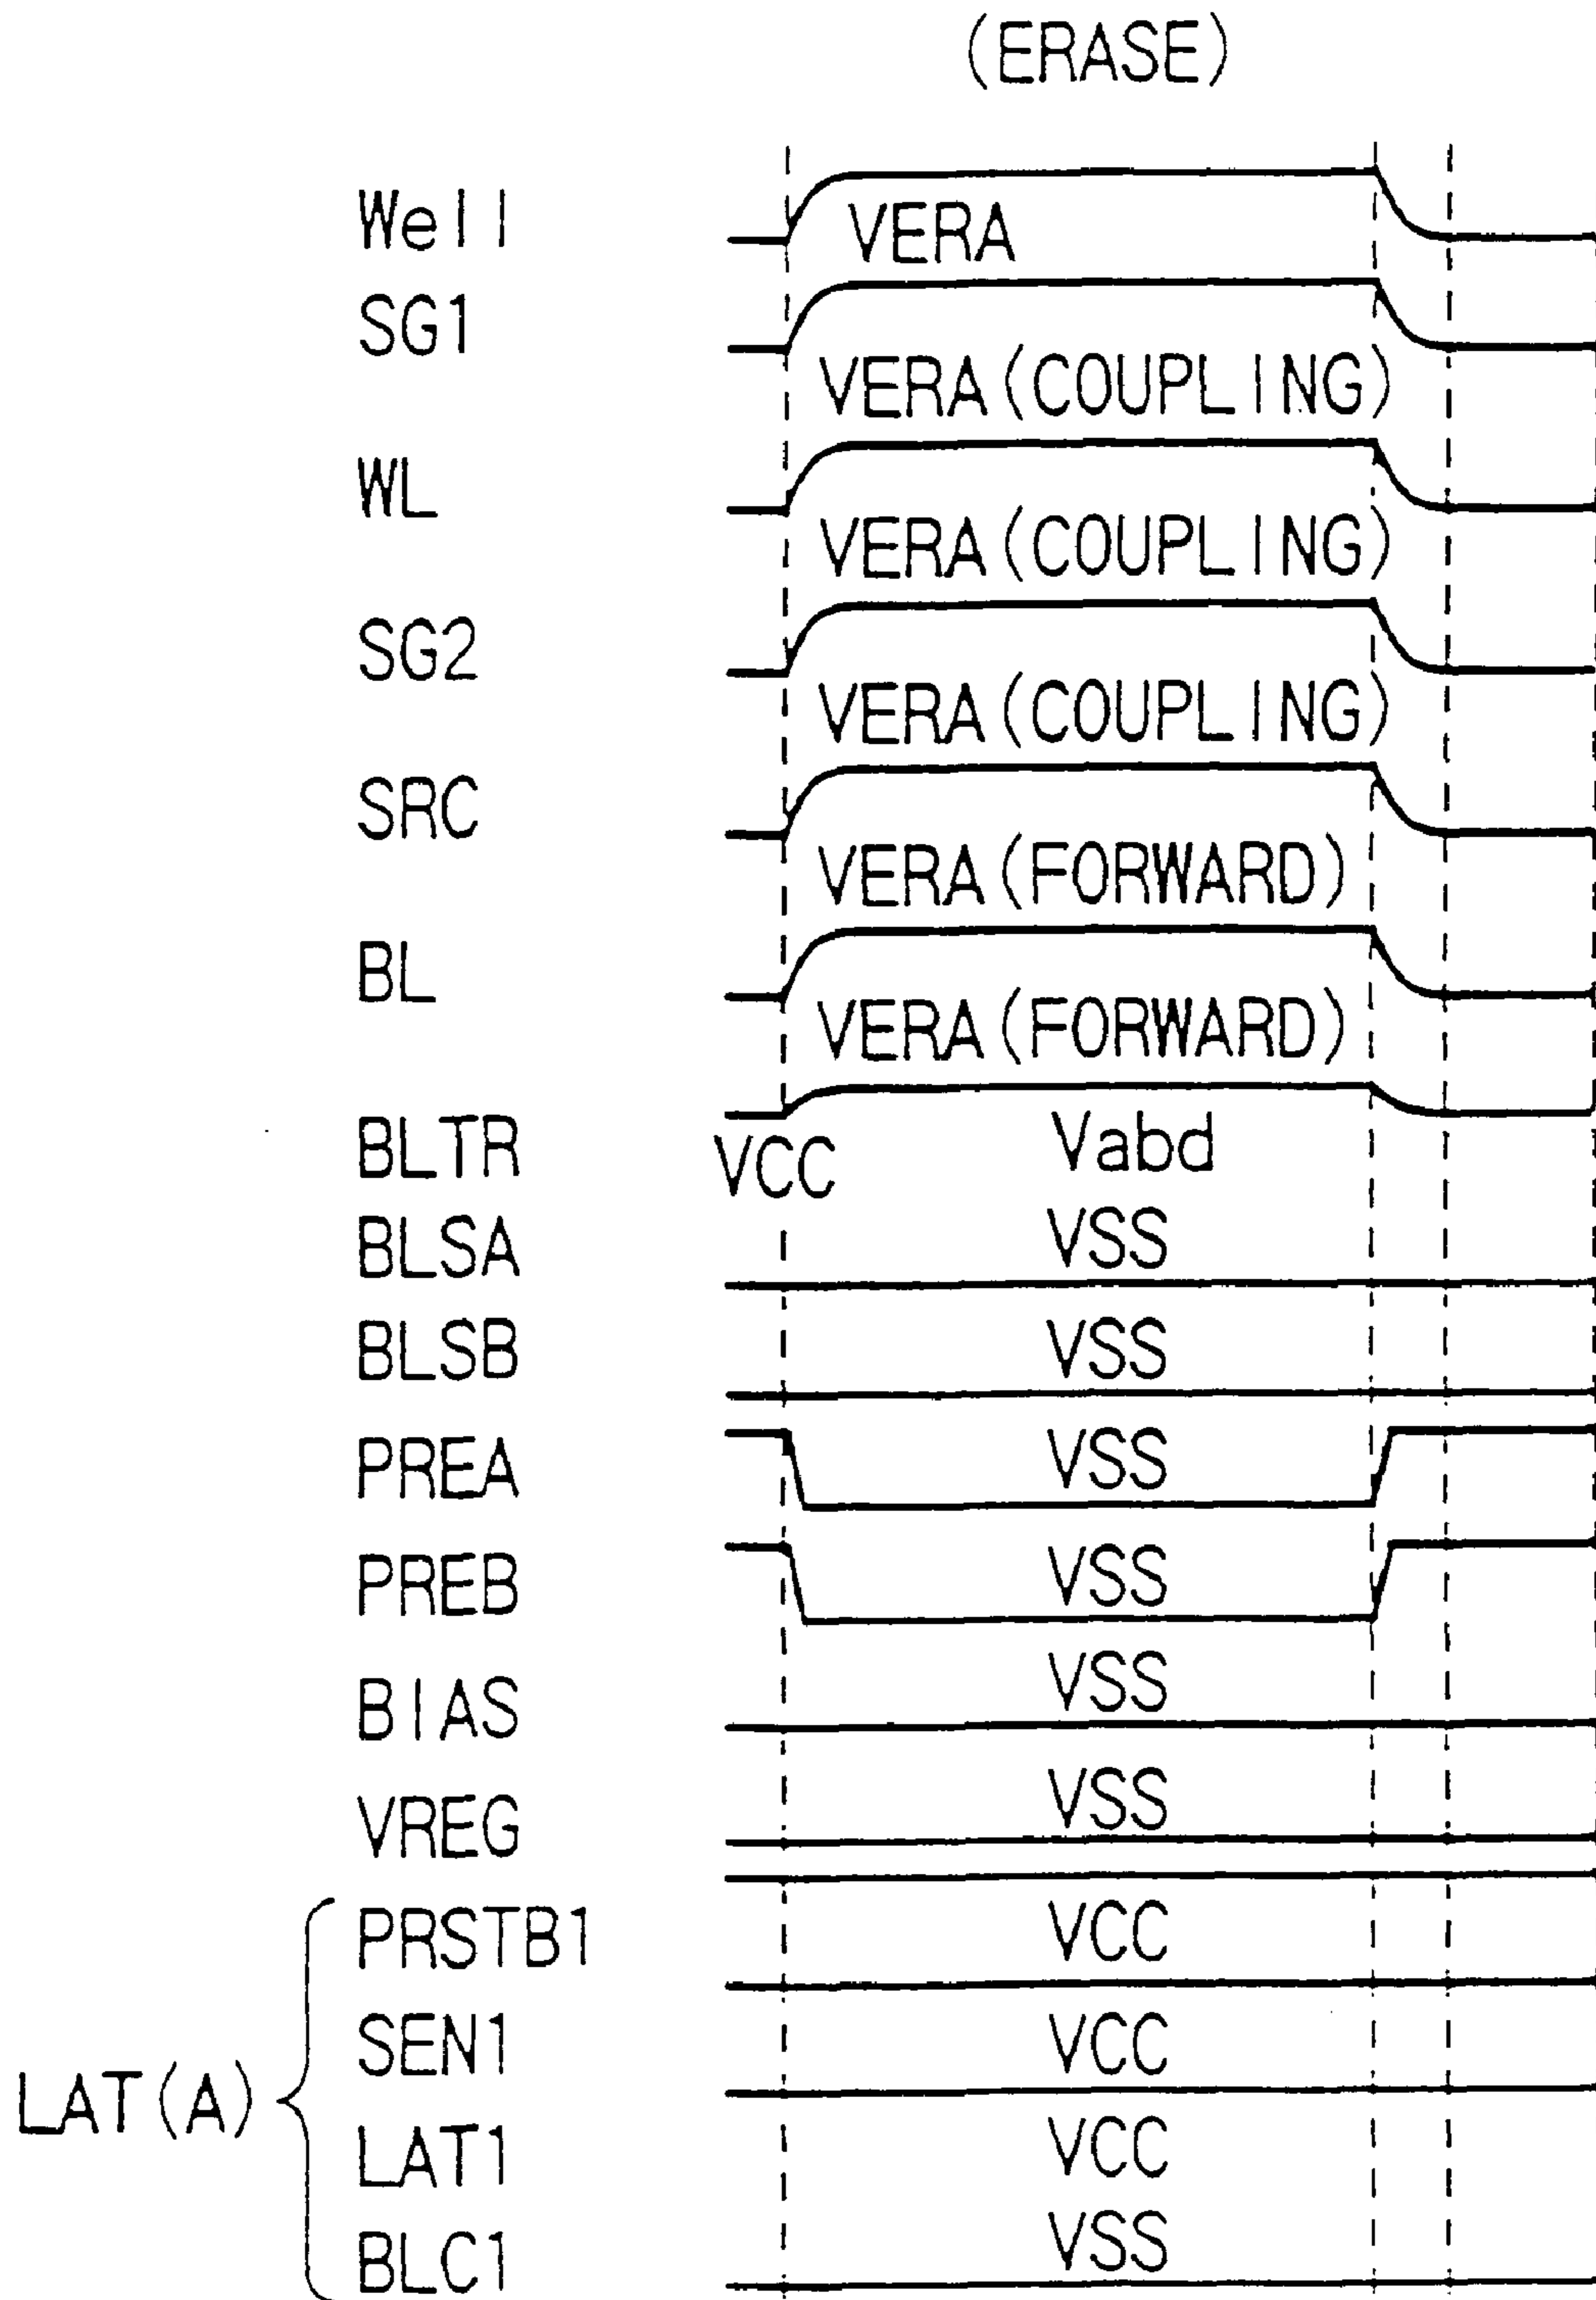 (ERASE)
Well
VERA
SG1
VERA(COUPLING)
WL
VERA(COUPLING)
SG2
VERA(COUPLING)
SRC
VERA(FORWARD)
BL
VERA(FORWARD)
BLTR VCC Vabd
BLSA VSS
BLSB VSS
PREA VSS
PREB VSS
BIAS VSS
VREG VSS
PRSTB1 VCC
SEN1 VCC
LAT(A)
LAT1 VCC
BLC1 VSS